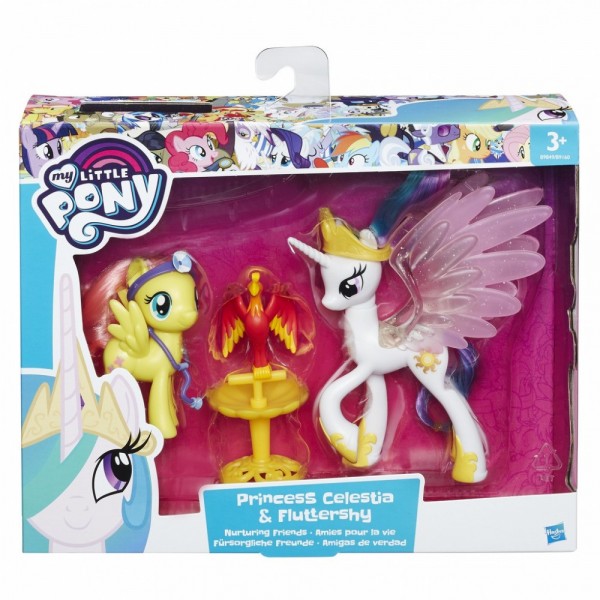 3+
my LITTLE
PONY
Princess Celestia
& Fluttershy
Nurturing Friends • Amies pour la vie
Fürsorgliche Freunde • Amigas de verdad
Hasbro